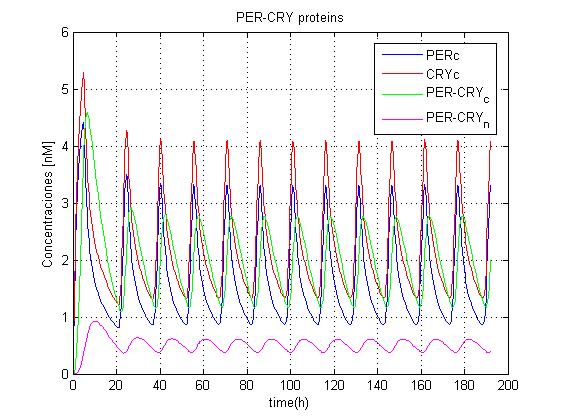 PER-CRY proteins
6
5
4
3
2
1
0
Concentraciones [nM]
PERc
CRYc
PER-CRYc
PER-CRYn
0 20 40 60 80 100 120 140 160 180 200
time(h)